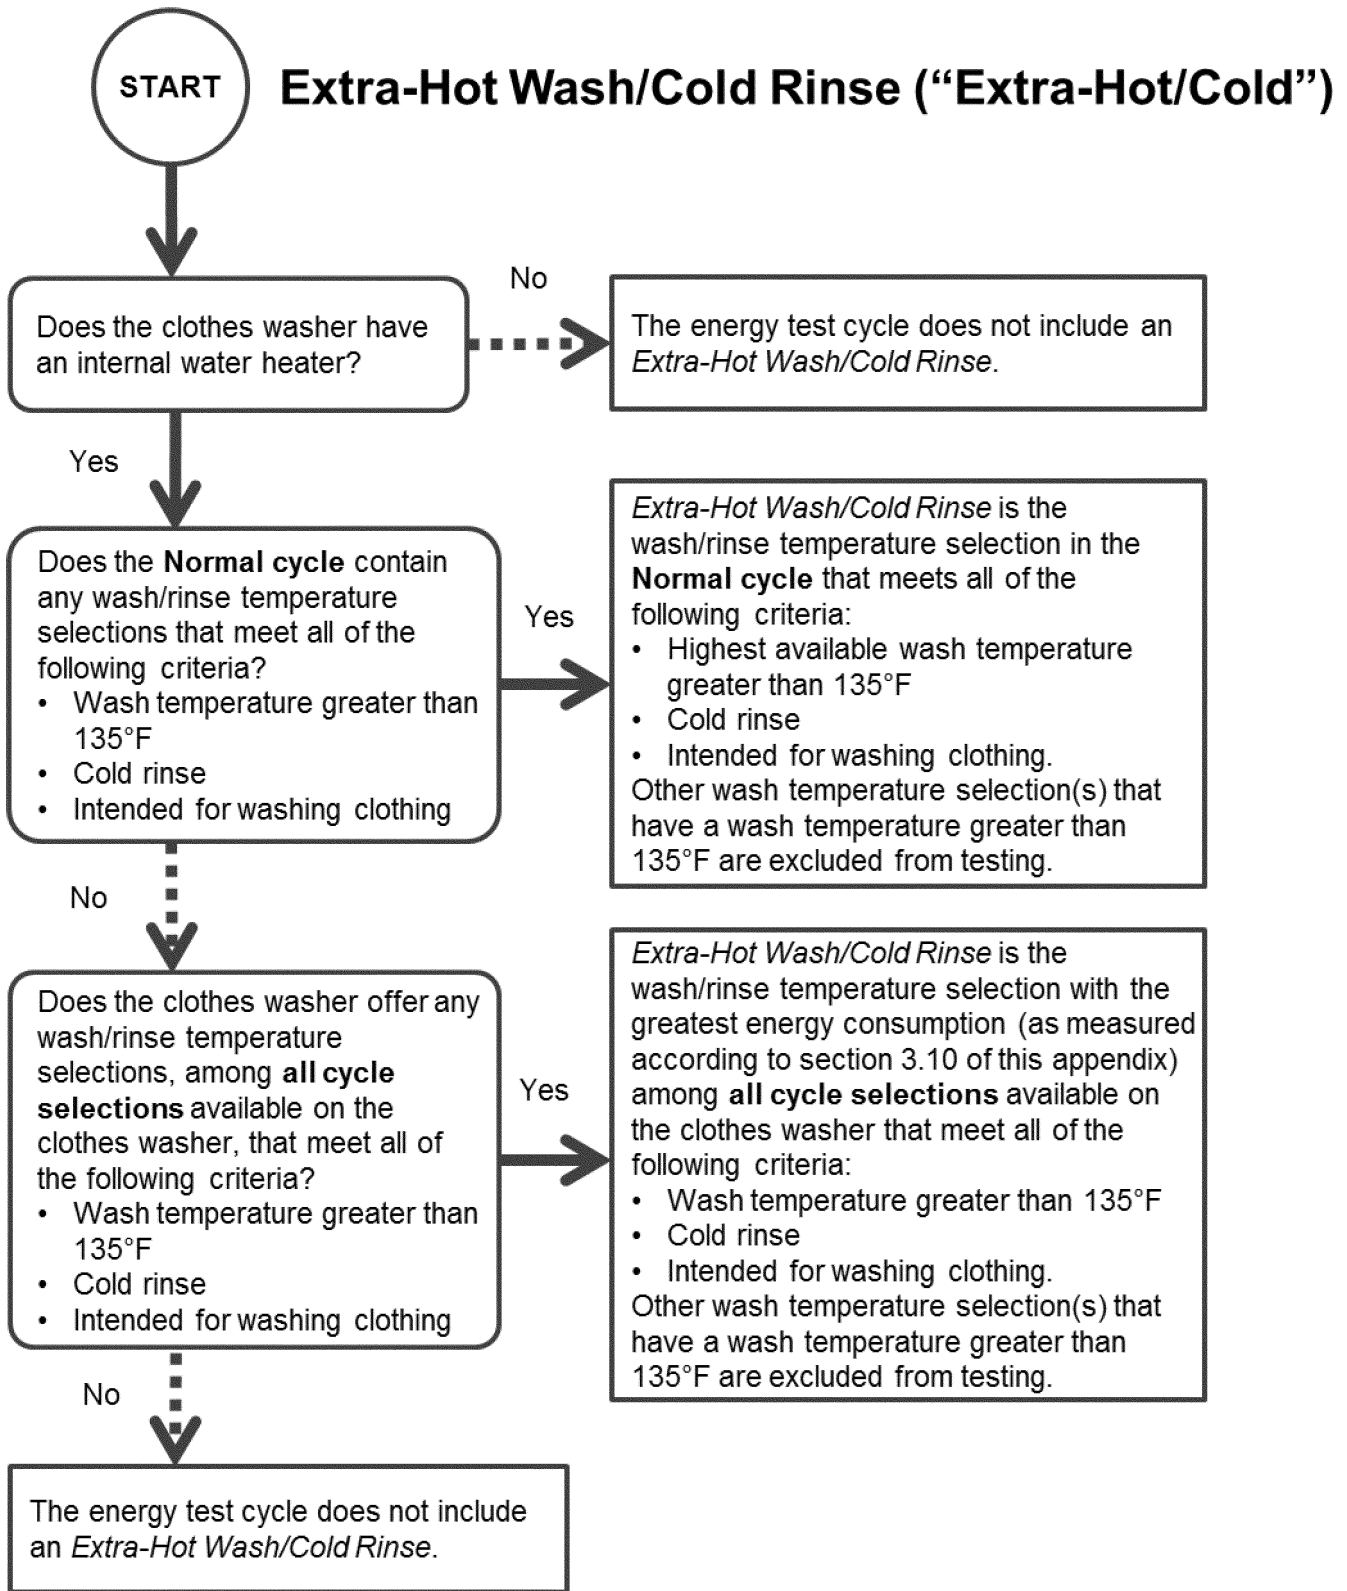 START
Extra-Hot Wash/Cold Rinse (“Extra-Hot/Cold”)
Does the clothes washer have
an internal water heater?
No
The energy test cycle does not include an
Extra-Hot Wash/Cold Rinse.
Yes
Does the Normal cycle contain
any wash/rinse temperature
selections that meet all of the
following criteria?
• Wash temperature greater than
135°F
• Cold rinse
• Intended for washing clothing
Yes
Extra-Hot Wash/Cold Rinse is the
wash/rinse temperature selection in the
Normal cycle that meets all of the
following criteria:
• Highest available wash temperature
greater than 135°F
• Cold rinse
• Intended for washing clothing.
Other wash temperature selection(s) that
have a wash temperature greater than
135°F are excluded from testing.
No
Does the clothes washer offer any
wash/rinse temperature
selections, among all cycle
selections available on the
clothes washer, that meet all of
the following criteria?
• Wash temperature greater than
135°F
• Cold rinse
• Intended for washing clothing
Yes
Extra-Hot Wash/Cold Rinse is the
wash/rinse temperature selection with the
greatest energy consumption (as measured
according to section 3.10 of this appendix)
among all cycle selections available on
the clothes washer that meet all of the
following criteria:
• Wash temperature greater than 135°F
• Cold rinse
• Intended for washing clothing.
Other wash temperature selection(s) that
have a wash temperature greater than
135°F are excluded from testing.
No
The energy test cycle does not include
an Extra-Hot Wash/Cold Rinse.